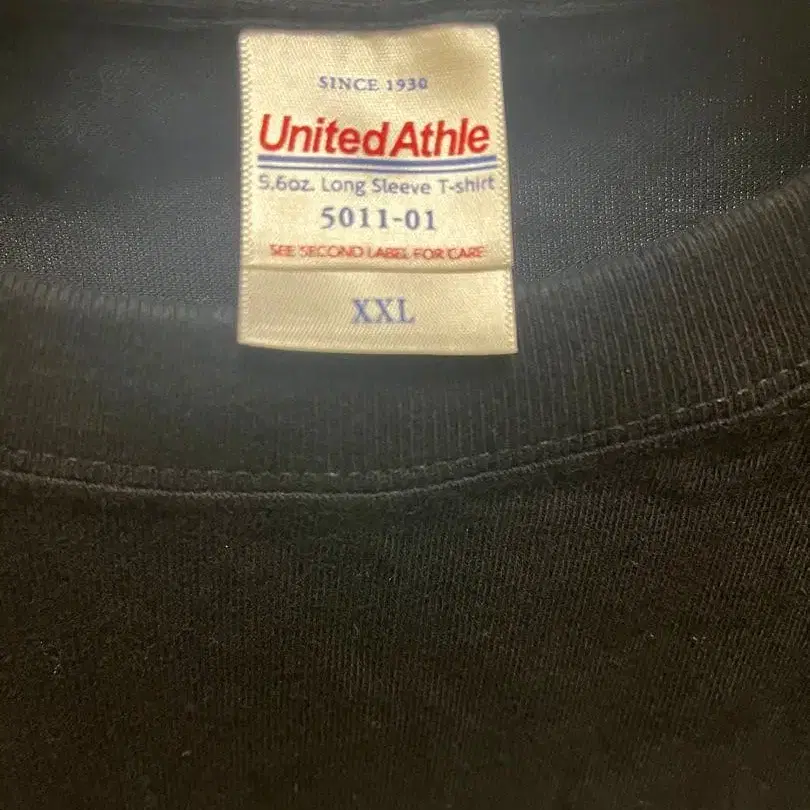 SINCE 1930
United Athle
5.6oz. Long Sleeve T-shirt
5011-01
SEE SECOND LABEL FOR CARE
XXL